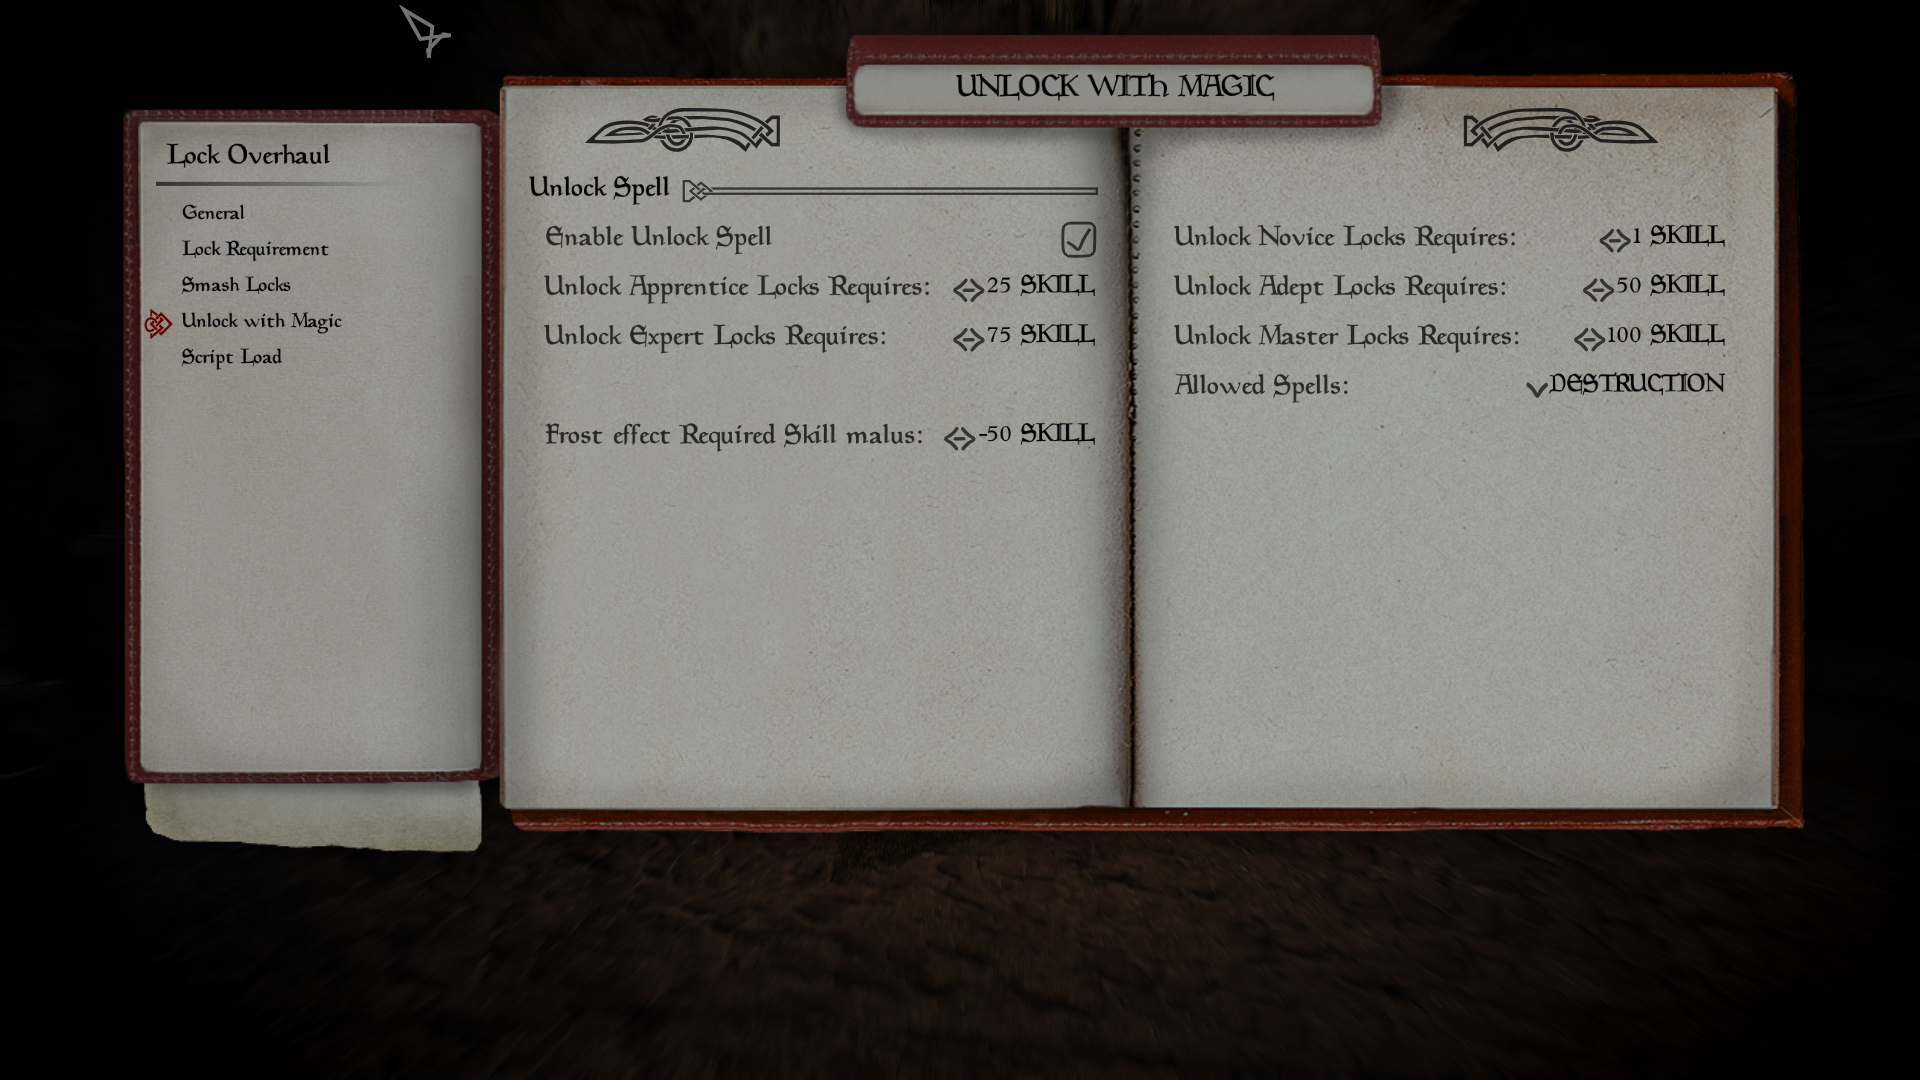 UNLOCK WITH MAGIC
Lock Overhaul
General
Lock Requirement
Smash Locks
Unlock with Magic
Script Load
Unlock Spell
Enable Unlock Spell
Unlock Novice Locks Requires: 1 SKILL
Unlock Apprentice Locks Requires: 25 SKILL
Unlock Adept Locks Requires: 50 SKILL
Unlock Expert Locks Requires: 75 SKILL
Unlock Master Locks Requires: 100 SKILL
Allowed Spells: DESTRUCTION
Frost effect Required Skill malus: -50 SKILL